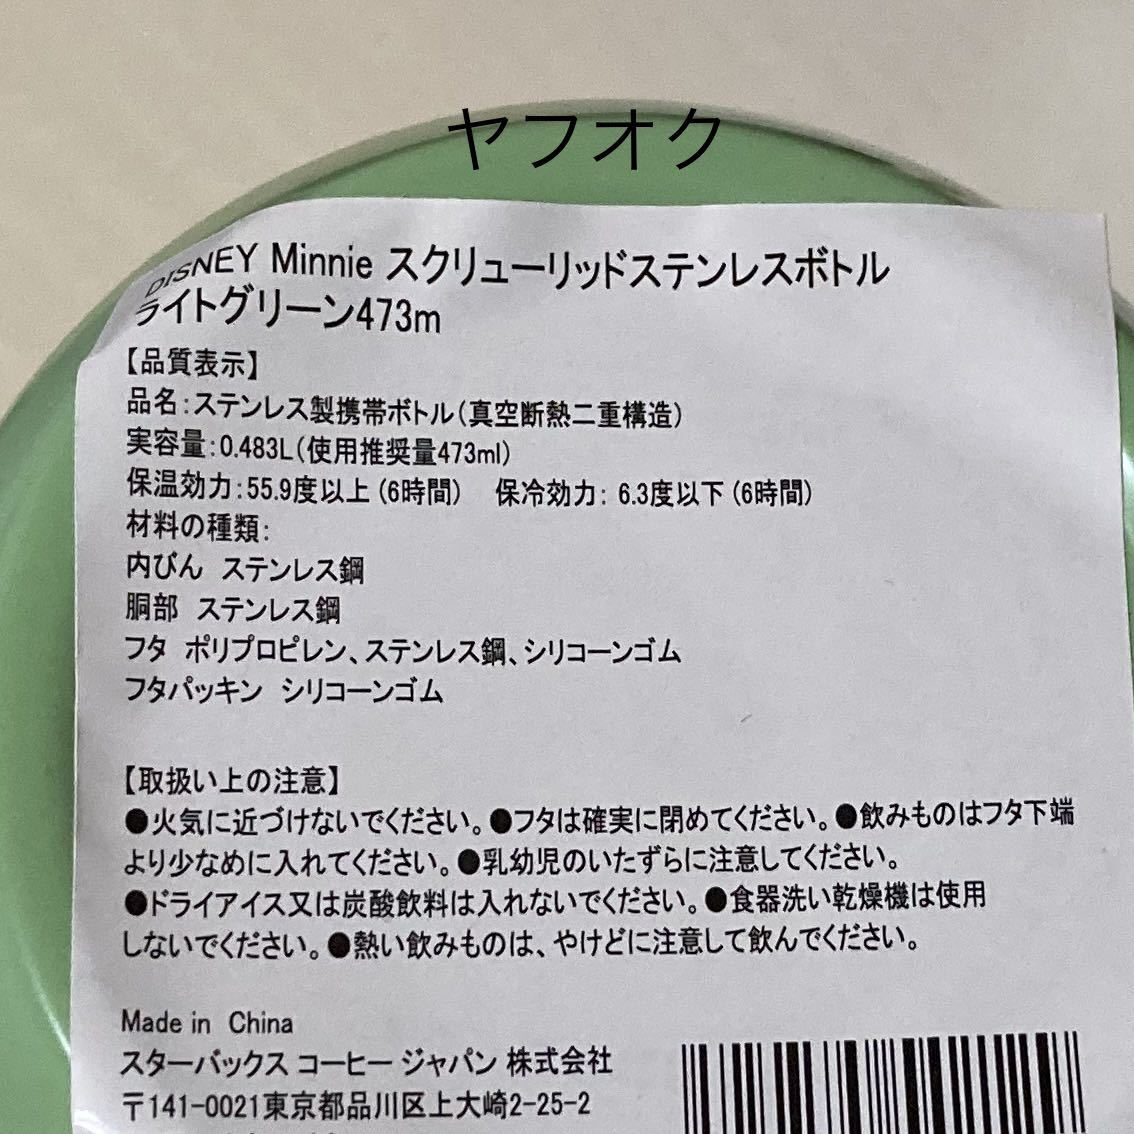 ヤフオク
DISNEY Minnie スクリューリッドステンレスボトル
ライトグリーン473m
【品質表示】
品名:ステンレス製携帯ボトル(真空断熱二重構造)
実容量:0.483L(使用推奨量473ml)
保温効力:55.9度以上(6時間) 保冷効力: 6.3度以下(6時間)
材料の種類:
内びん ステンレス鋼
胴部 ステンレス鋼
フタ ポリプロピレン、ステンレス鋼、シリコーンゴム
フタパッキン シリコーンゴム
【取扱い上の注意】
●火気に近づけないでください。●フタは確実に閉めてください。●飲みものはフタ下端
より少なめに入れてください。●乳幼児のいたずらに注意してください。
●ドライアイス又は炭酸飲料は入れないでください。●食器洗い乾燥機は使用
しないでください。●熱い飲みものは、やけどに注意して飲んでください。
Made in China
スターバックス コーヒー ジャパン 株式会社
〒141-0021東京都品川区上大崎2-25-2